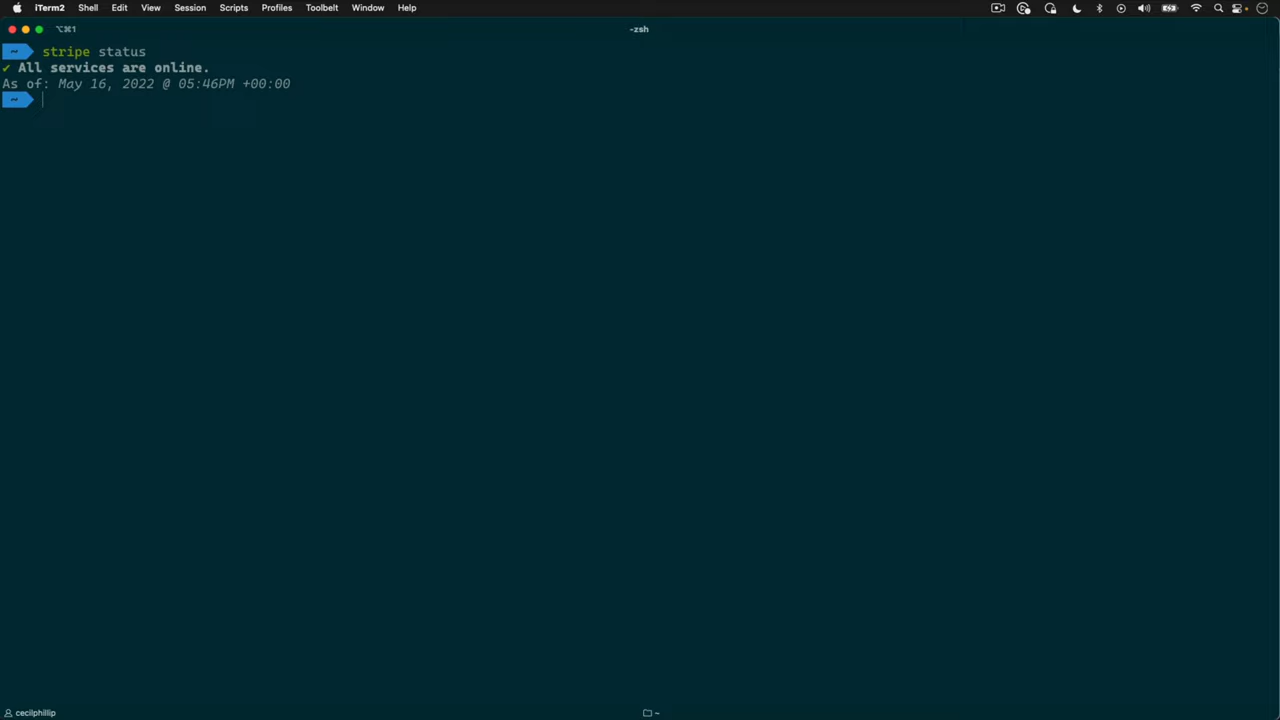 iTerm2 Shell Edit View Session Scripts Profiles Toolbelt Window Help
⌥⌘1
-zsh
~ stripe status
✔ All services are online.
As of: May 16, 2022 @ 05:46PM +00:00
~
cecilphillip
~